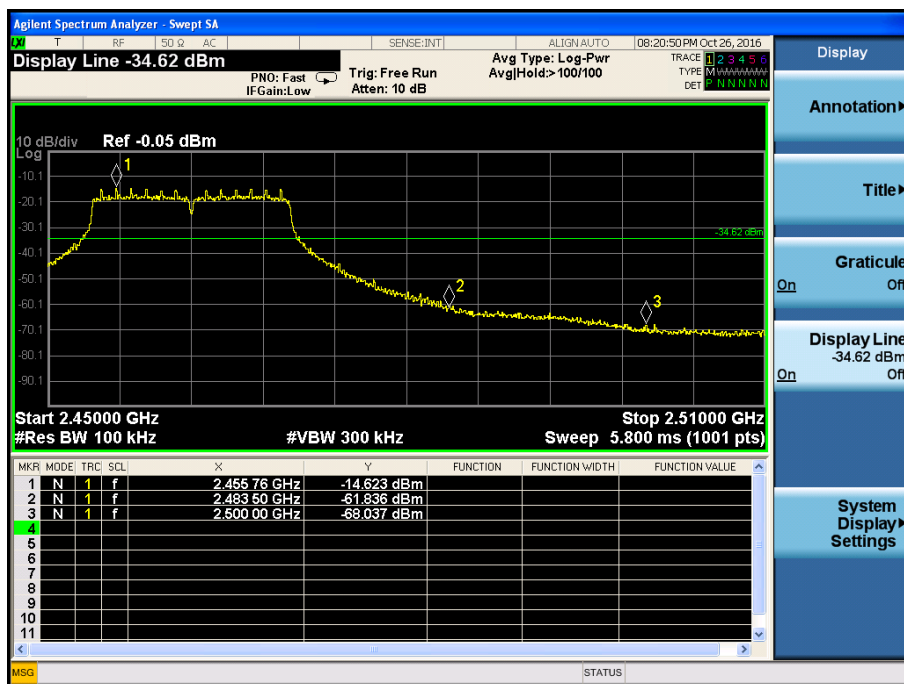 Agilent Spectrum Analyzer - Swept SA
LXI T RF 50 Ω AC SENSE:INT ALIGN AUTO 08:20:50 PM Oct 26, 2016
Display Line -34.62 dBm
PNO: Fast
IFGain:Low
Trig: Free Run
Atten: 10 dB
Avg Type: Log-Pwr
Avg|Hold:>100/100
TRACE 1 2 3 4 5 6
TYPE M W W W W W
DET P N N N N N
10 dB/div
Log
Ref -0.05 dBm
-10.1
-20.1
-30.1
-40.1
-50.1
-60.1
-70.1
-80.1
-90.1
1
-34.62 dBm
2
3
Start 2.45000 GHz
Stop 2.51000 GHz
#Res BW 100 kHz
#VBW 300 kHz
Sweep 5.800 ms (1001 pts)
MKR MODE TRC SCL X Y FUNCTION FUNCTION WIDTH FUNCTION VALUE
1 N 1 f 2.455 76 GHz -14.623 dBm
2 N 1 f 2.483 50 GHz -61.836 dBm
3 N 1 f 2.500 00 GHz -68.037 dBm
4
5
6
7
8
9
10
11
MSG
STATUS
Display
Annotation
Title
Graticule
On Off
Display Line
-34.62 dBm
On Off
System
Display
Settings